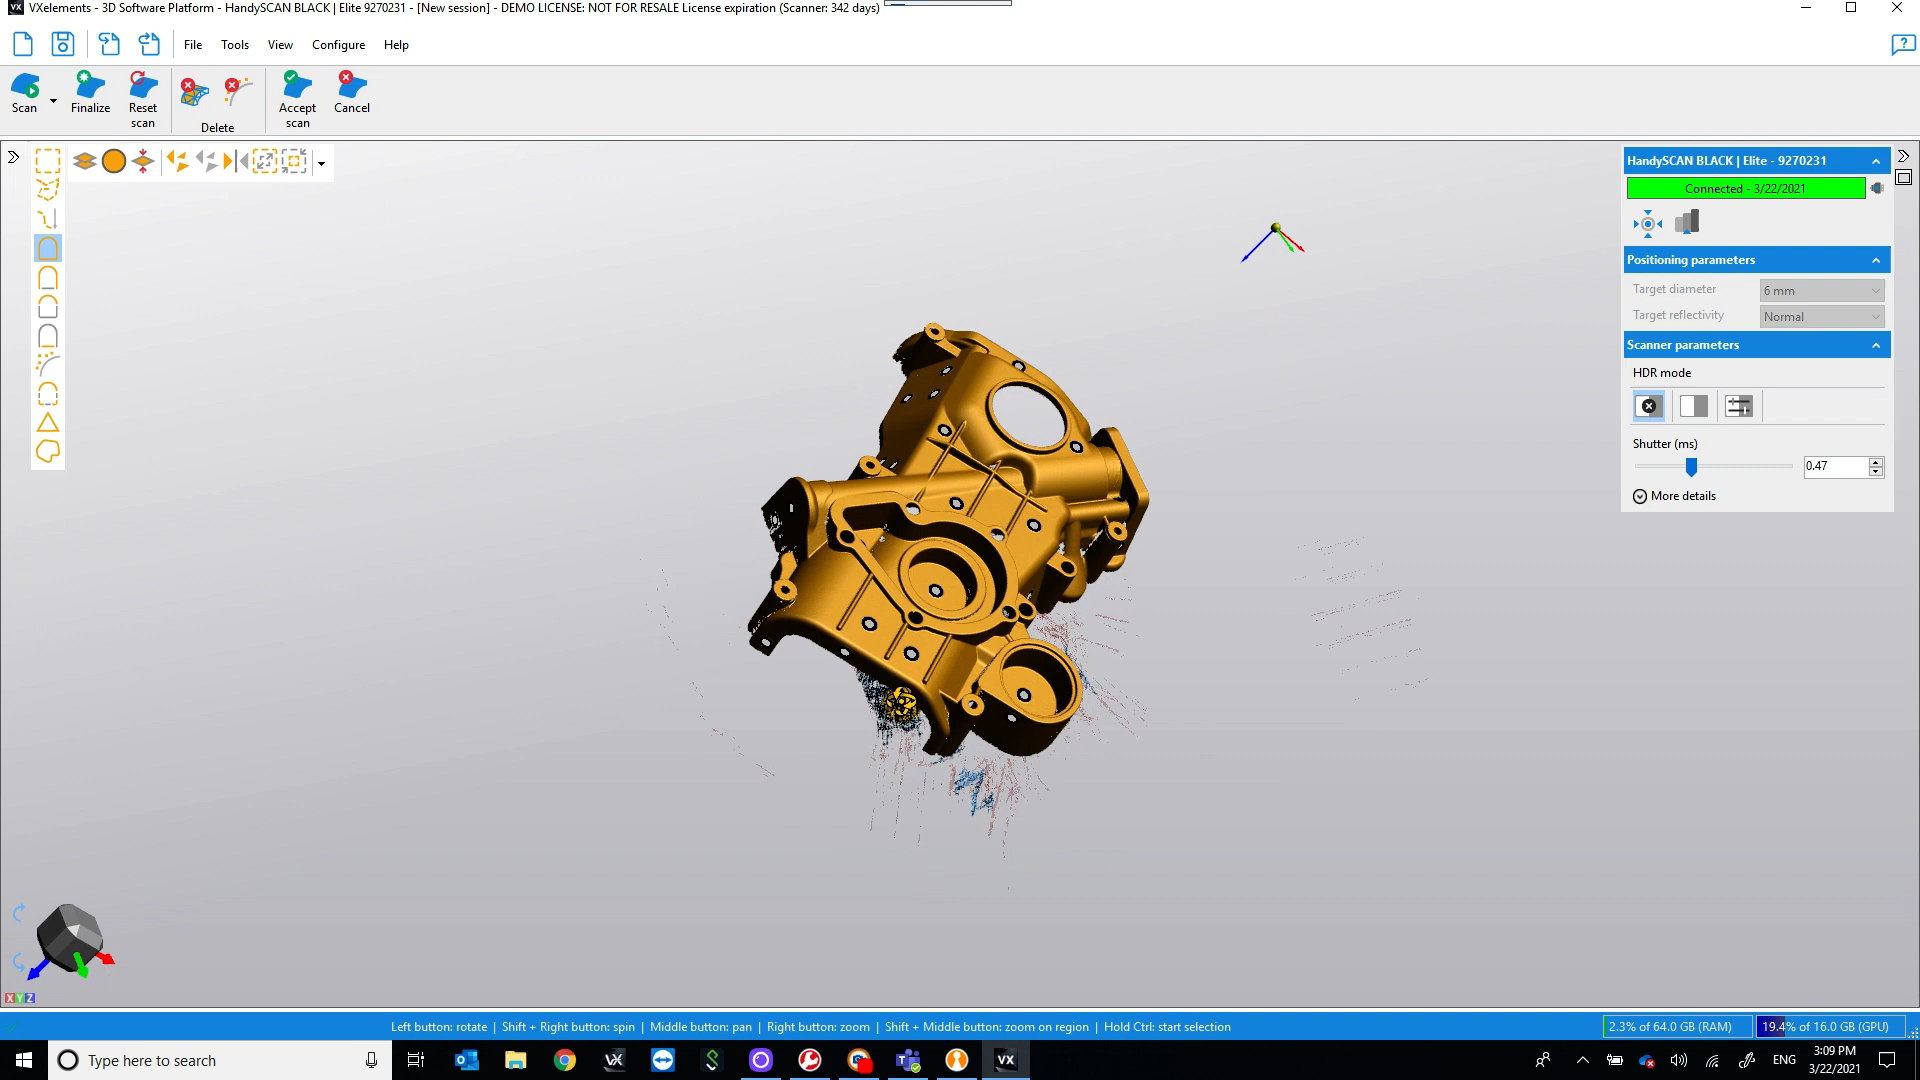 VX VXelements - 3D Software Platform - HandySCAN BLACK | Elite 9270231 - [New session] - DEMO LICENSE: NOT FOR RESALE License expiration (Scanner: 342 days)
File Tools View Configure Help
Scan
Finalize
Reset
scan
Delete
Accept
scan
Cancel
HandySCAN BLACK | Elite - 9270231
Connected - 3/22/2021
Positioning parameters
Target diameter 6 mm
Target reflectivity Normal
Scanner parameters
HDR mode
Shutter (ms)
0.47
More details
X Y Z
Left button: rotate | Shift + Right button: spin | Middle button: pan | Right button: zoom | Shift + Middle button: zoom on region | Hold Ctrl: start selection
2.3% of 64.0 GB (RAM) 19.4% of 16.0 GB (GPU)
Type here to search
VX
VX
ENG
3:09 PM
3/22/2021